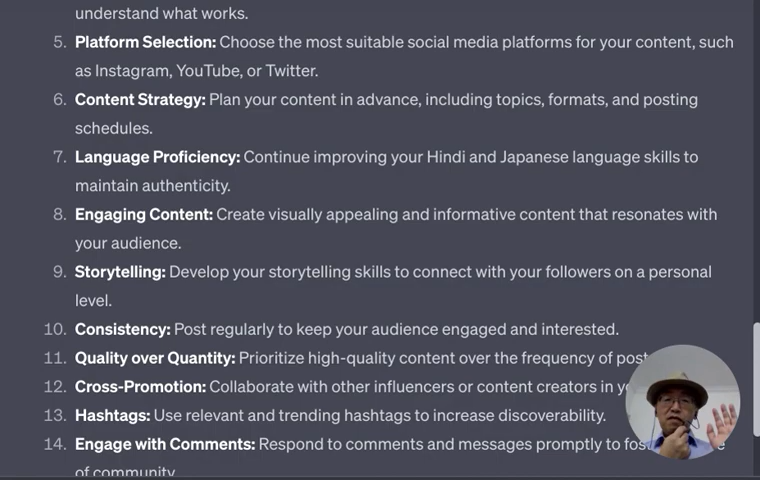 understand what works.
5. Platform Selection: Choose the most suitable social media platforms for your content, such
as Instagram, YouTube, or Twitter.
6. Content Strategy: Plan your content in advance, including topics, formats, and posting
schedules.
7. Language Proficiency: Continue improving your Hindi and Japanese language skills to
maintain authenticity.
8. Engaging Content: Create visually appealing and informative content that resonates with
your audience.
9. Storytelling: Develop your storytelling skills to connect with your followers on a personal
level.
10. Consistency: Post regularly to keep your audience engaged and interested.
11. Quality over Quantity: Prioritize high-quality content over the frequency of
12. Cross-Promotion: Collaborate with other influencers or content creators in
13. Hashtags: Use relevant and trending hashtags to increase discoverability.
14. Engage with Comments: Respond to comments and messages promptly to
of community